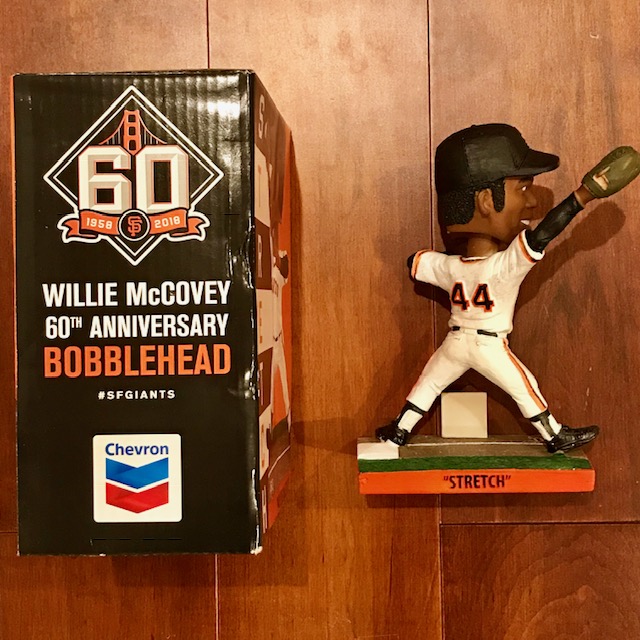 60
1958 SF 2018
WILLIE McCOVEY
60TH ANNIVERSARY
BOBBLEHEAD
#SFGIANTS
Chevron
44
"STRETCH"